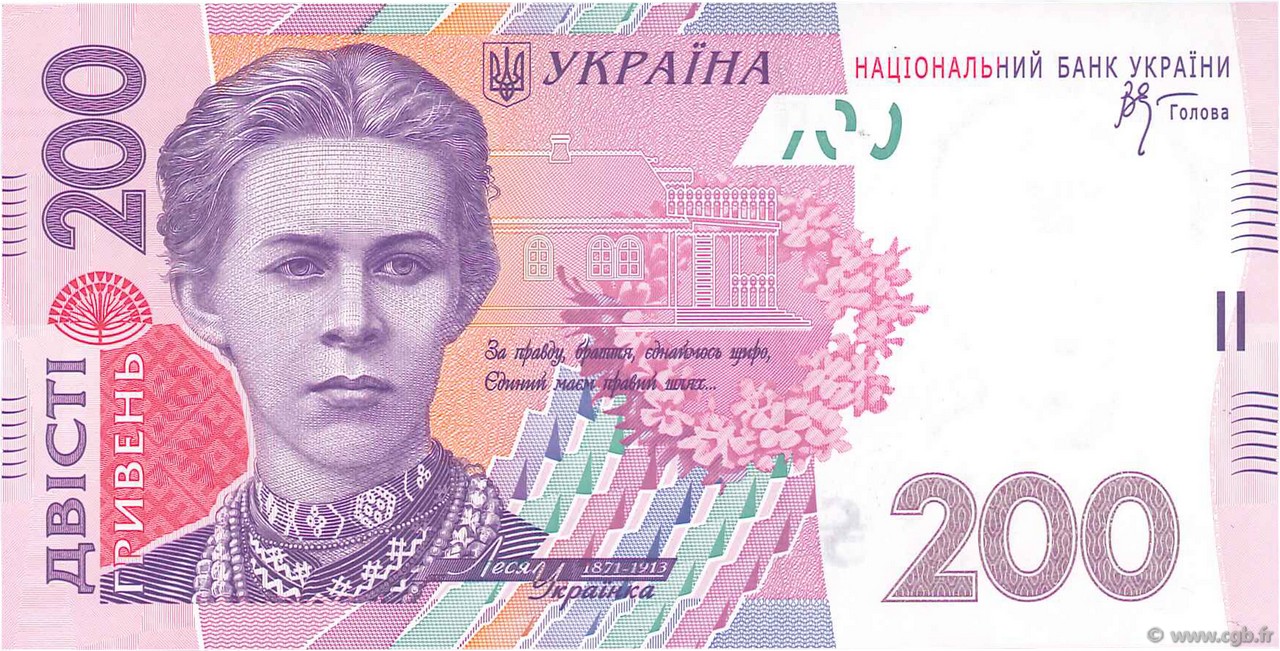 200
ДВІСТІ
ГРИВЕНЬ
УКРАЇНА
НАЦІОНАЛЬНИЙ БАНК УКРАЇНИ
Голова
За правду, браття, єднаймось щиро,
Єдиний маєм правий шлях...
Леся 1871-1913
Українка
200
© www.cgb.fr